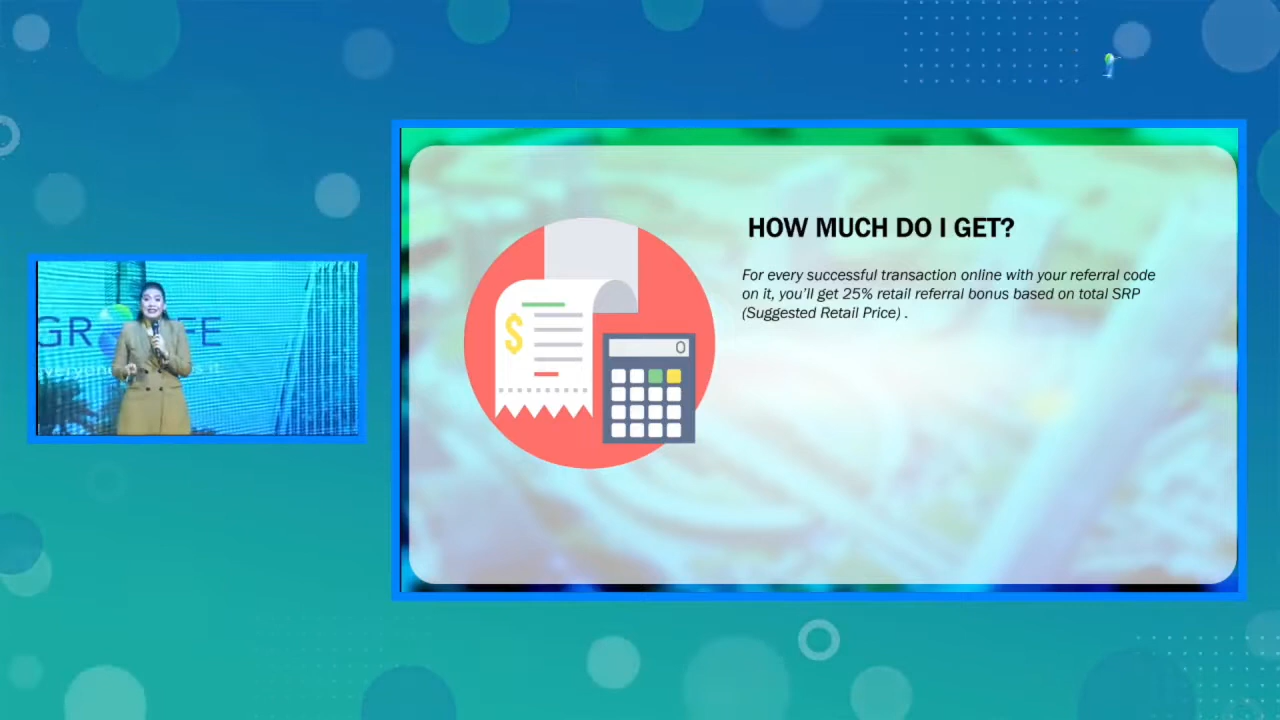 HOW MUCH DO I GET?
For every successful transaction online with your referral code
on it, you'll get 25% retail referral bonus based on total SRP
(Suggested Retail Price) .
0